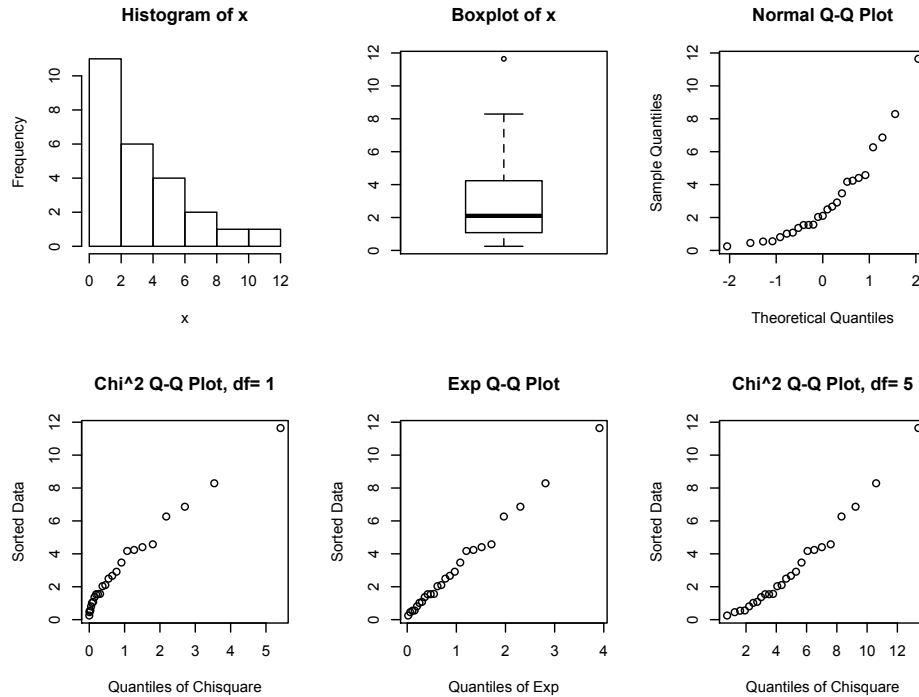 Histogram of x
Frequency
0 2 4 6 8 10
0 2 4 6 8 10 12
x
Boxplot of x
0 2 4 6 8 10 12
Normal Q-Q Plot
Sample Quantiles
0 2 4 6 8 10 12
-2 -1 0 1 2
Theoretical Quantiles
Chi^2 Q-Q Plot, df= 1
Sorted Data
0 2 4 6 8 10 12
0 1 2 3 4 5
Quantiles of Chisquare
Exp Q-Q Plot
Sorted Data
0 2 4 6 8 10 12
0 1 2 3 4
Quantiles of Exp
Chi^2 Q-Q Plot, df= 5
Sorted Data
0 2 4 6 8 10 12
2 4 6 8 10 12
Quantiles of Chisquare